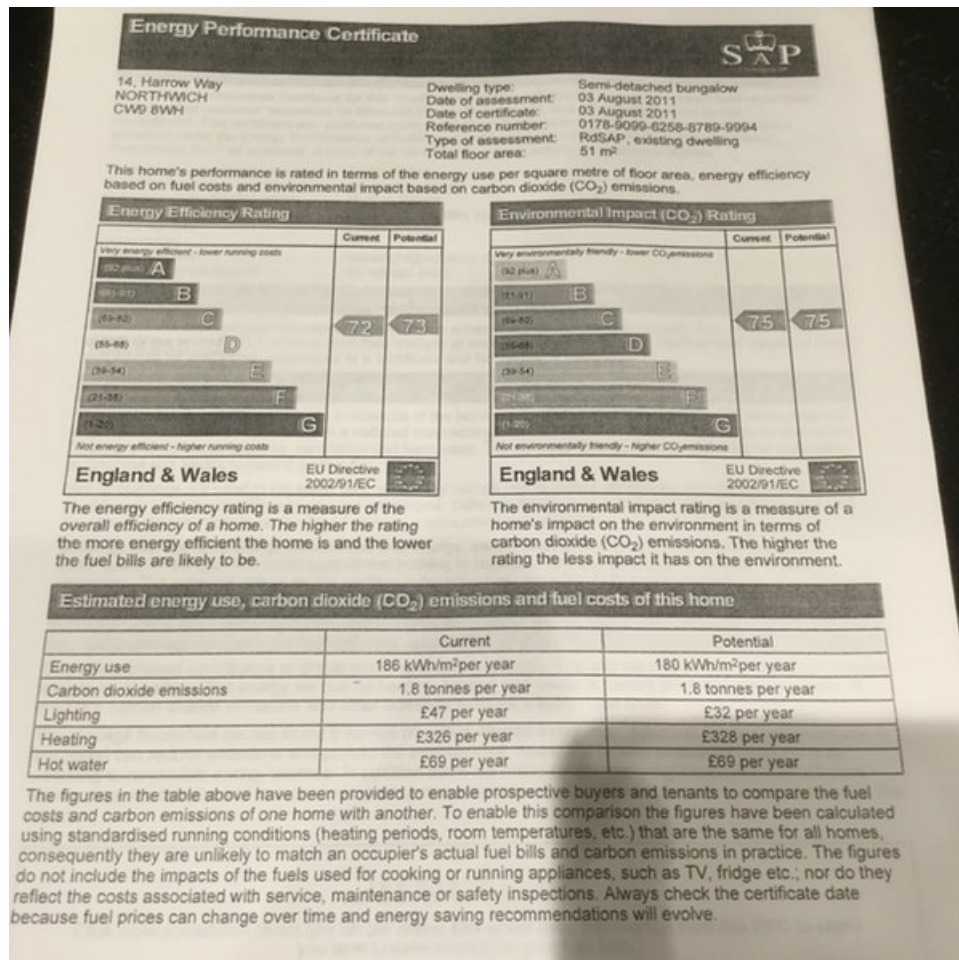 Energy Performance Certificate
SAP
14, Harrow Way
NORTHWICH
CW9 8WH
Dwelling type: Semi-detached bungalow
Date of assessment: 03 August 2011
Date of certificate: 03 August 2011
Reference number: 0178-9099-6258-8789-9994
Type of assessment: RdSAP, existing dwelling
Total floor area: 51 m²
This home's performance is rated in terms of the energy use per square metre of floor area, energy efficiency
based on fuel costs and environmental impact based on carbon dioxide (CO₂) emissions.
Energy Efficiency Rating
Current Potential
Very energy efficient - lower running costs
(92 plus) A
(81-91) B
(69-80) C
72 73
(55-68) D
(39-54) E
(21-38) F
(1-20) G
Not energy efficient - higher running costs
England & Wales
EU Directive
2002/91/EC
Environmental Impact (CO₂) Rating
Current Potential
Very environmentally friendly - lower CO₂ emissions
(92 plus) A
(81-91) B
(69-80) C
75 75
(55-68) D
(39-54) E
(21-38) F
(1-20) G
Not environmentally friendly - higher CO₂ emissions
England & Wales
EU Directive
2002/91/EC
The energy efficiency rating is a measure of the
overall efficiency of a home. The higher the rating
the more energy efficient the home is and the lower
the fuel bills are likely to be.
The environmental impact rating is a measure of a
home's impact on the environment in terms of
carbon dioxide (CO₂) emissions. The higher the
rating the less impact it has on the environment.
Estimated energy use, carbon dioxide (CO₂) emissions and fuel costs of this home
Current Potential
Energy use 186 kWh/m² per year 180 kWh/m² per year
Carbon dioxide emissions 1.8 tonnes per year 1.8 tonnes per year
Lighting £47 per year £32 per year
Heating £326 per year £328 per year
Hot water £69 per year £69 per year
The figures in the table above have been provided to enable prospective buyers and tenants to compare the fuel
costs and carbon emissions of one home with another. To enable this comparison the figures have been calculated
using standardised running conditions (heating periods, room temperatures, etc.) that are the same for all homes,
consequently they are unlikely to match an occupier's actual fuel bills and carbon emissions in practice. The figures
do not include the impacts of the fuels used for cooking or running appliances, such as TV, fridge etc.; nor do they
reflect the costs associated with service, maintenance or safety inspections. Always check the certificate date
because fuel prices can change over time and energy saving recommendations will evolve.